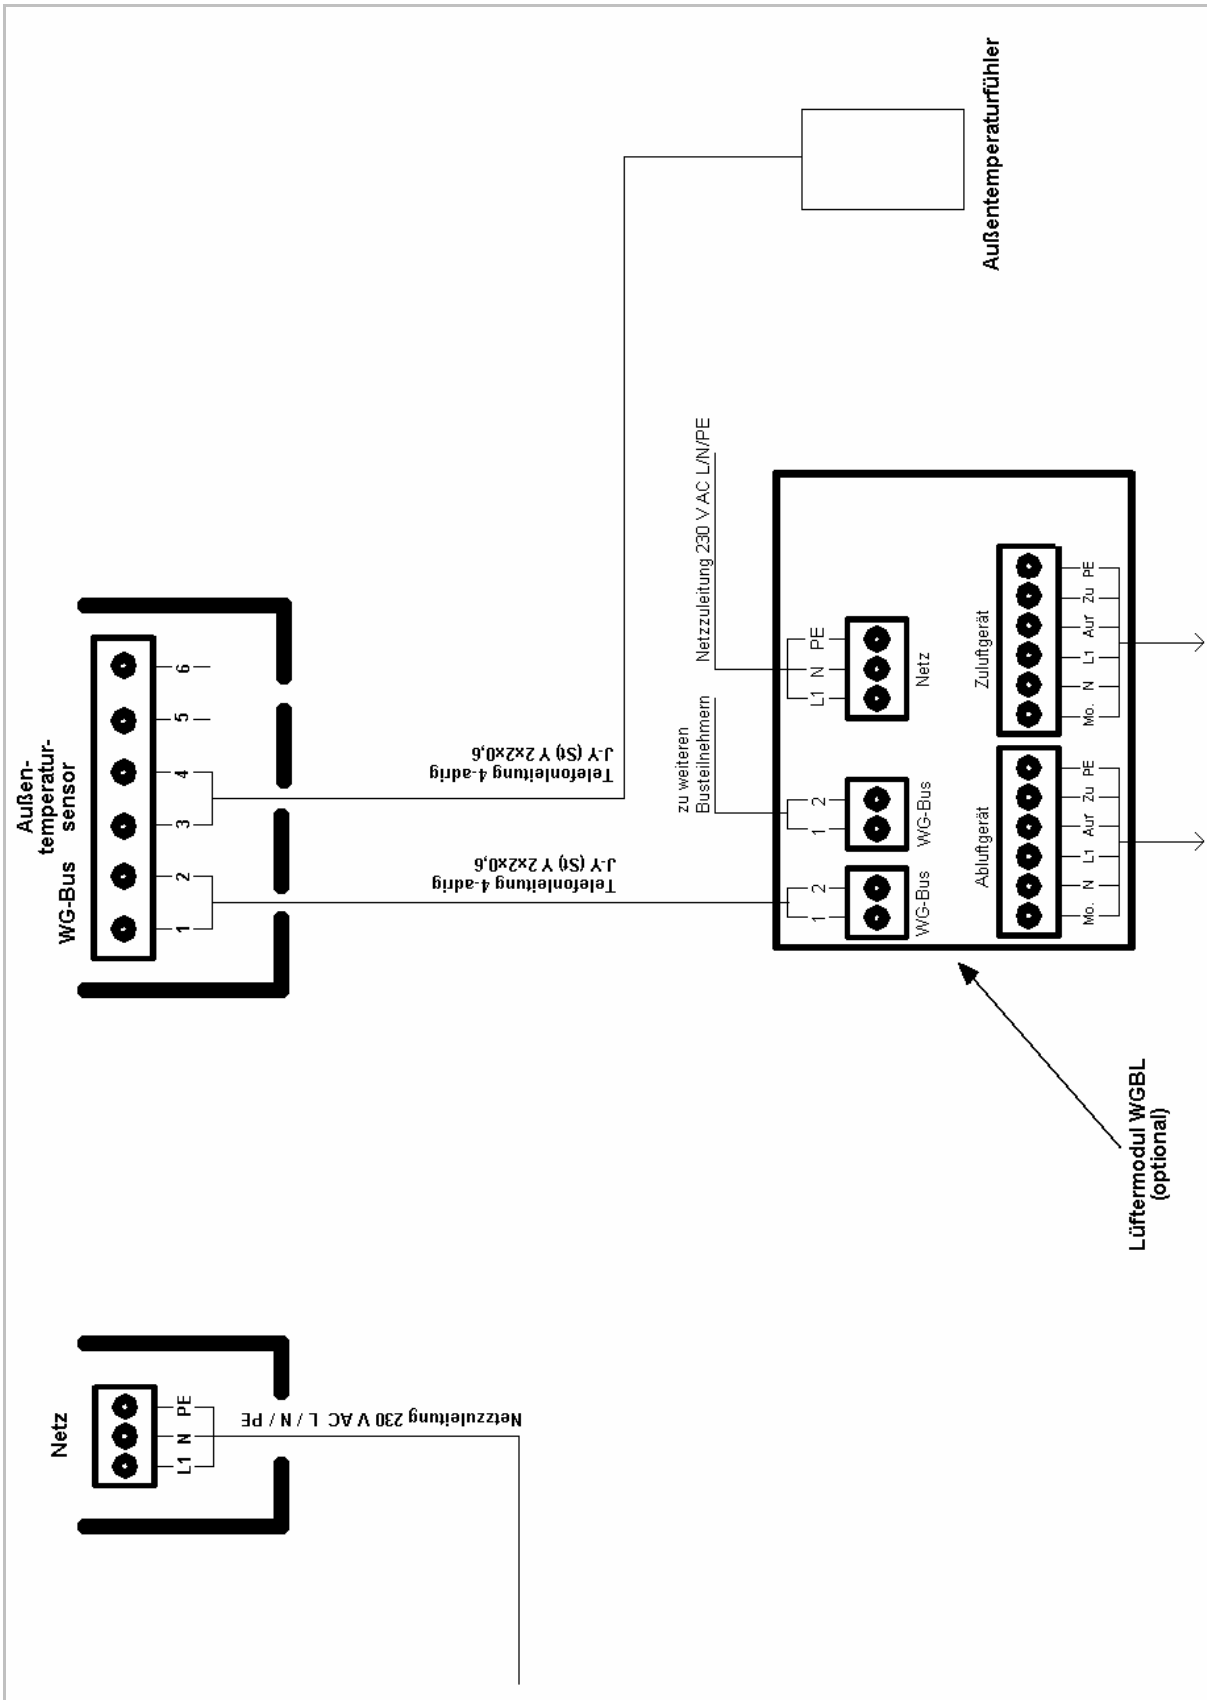 Netz
L1 N PE
Netzzuleitung 230 V AC L / N / PE
Außen-
temperatur-
WG-Bus sensor
1 2 3 4 5 6
Telefonleitung 4-adrig
J-Y (St) Y 2x2x0,6
Telefonleitung 4-adrig
J-Y (St) Y 2x2x0,6
zu weiteren
Busteilnehmern
Netzzuleitung 230 V AC L/N/PE
1 2
1 2
L1 N PE
WG-Bus
WG-Bus
Netz
Abluftgerät
Zuluftgerät
Mo. N L1 Auf Zu PE
Mo. N L1 Auf Zu PE
Außentemperaturfühler
Lüftermodul WGBL
(optional)